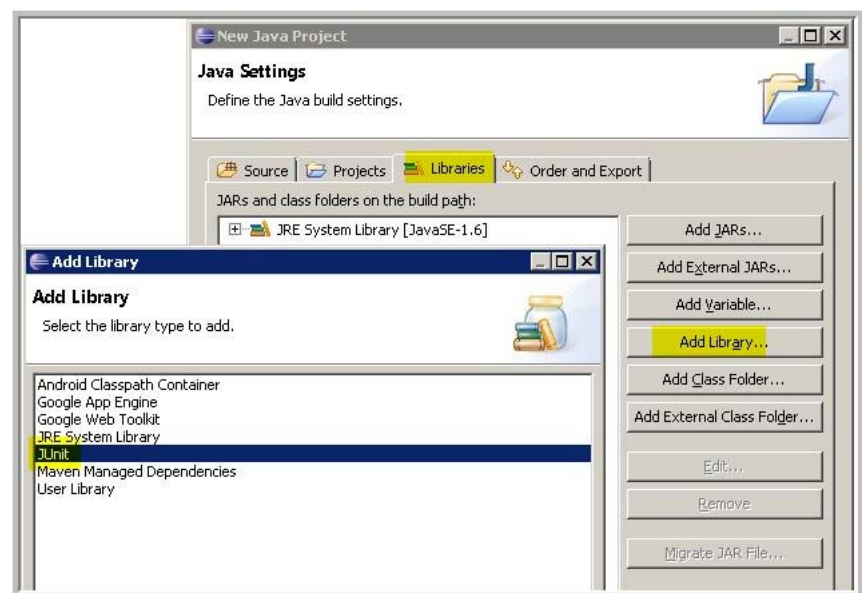 New Java Project
Java Settings
Define the Java build settings.
Source
Projects
Libraries
Order and Export
JARs and class folders on the build path:
JRE System Library [JavaSE-1.6]
Add JARs...
Add External JARs...
Add Variable...
Add Library...
Add Class Folder...
Add External Class Folder...
Edit...
Remove
Migrate JAR File...
Add Library
Add Library
Select the library type to add.
Android Classpath Container
Google App Engine
Google Web Toolkit
JRE System Library
JUnit
Maven Managed Dependencies
User Library